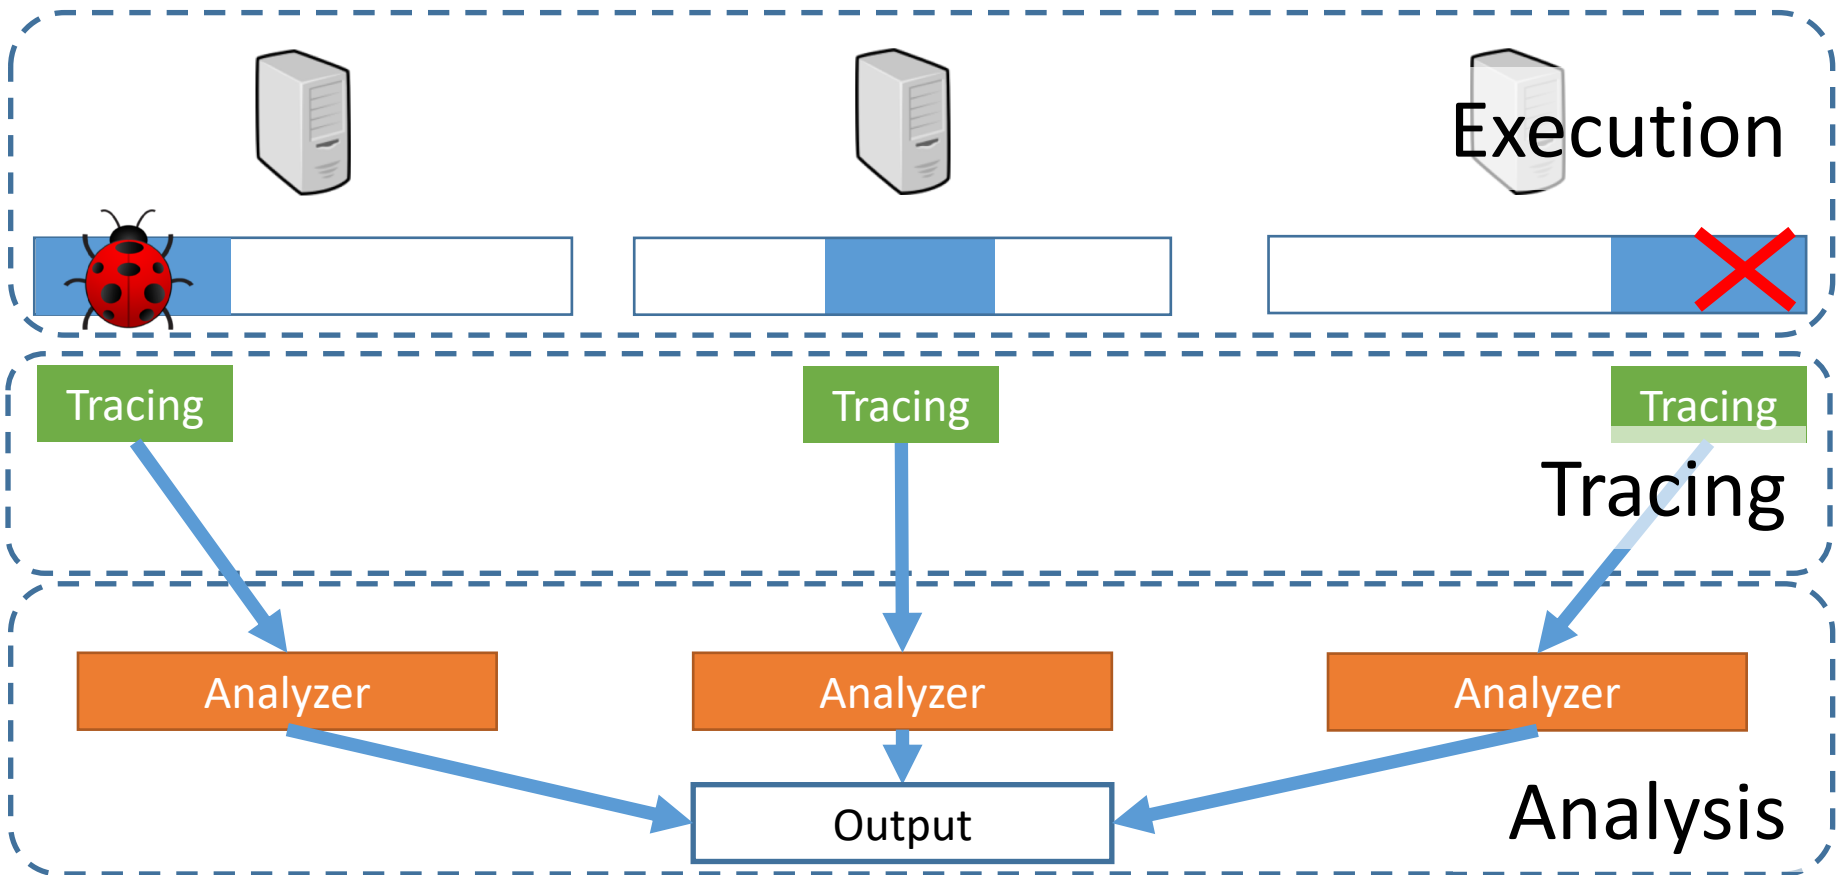 Execution
Tracing
Tracing
Tracing
Tracing
Analyzer
Analyzer
Analyzer
Output
Analysis